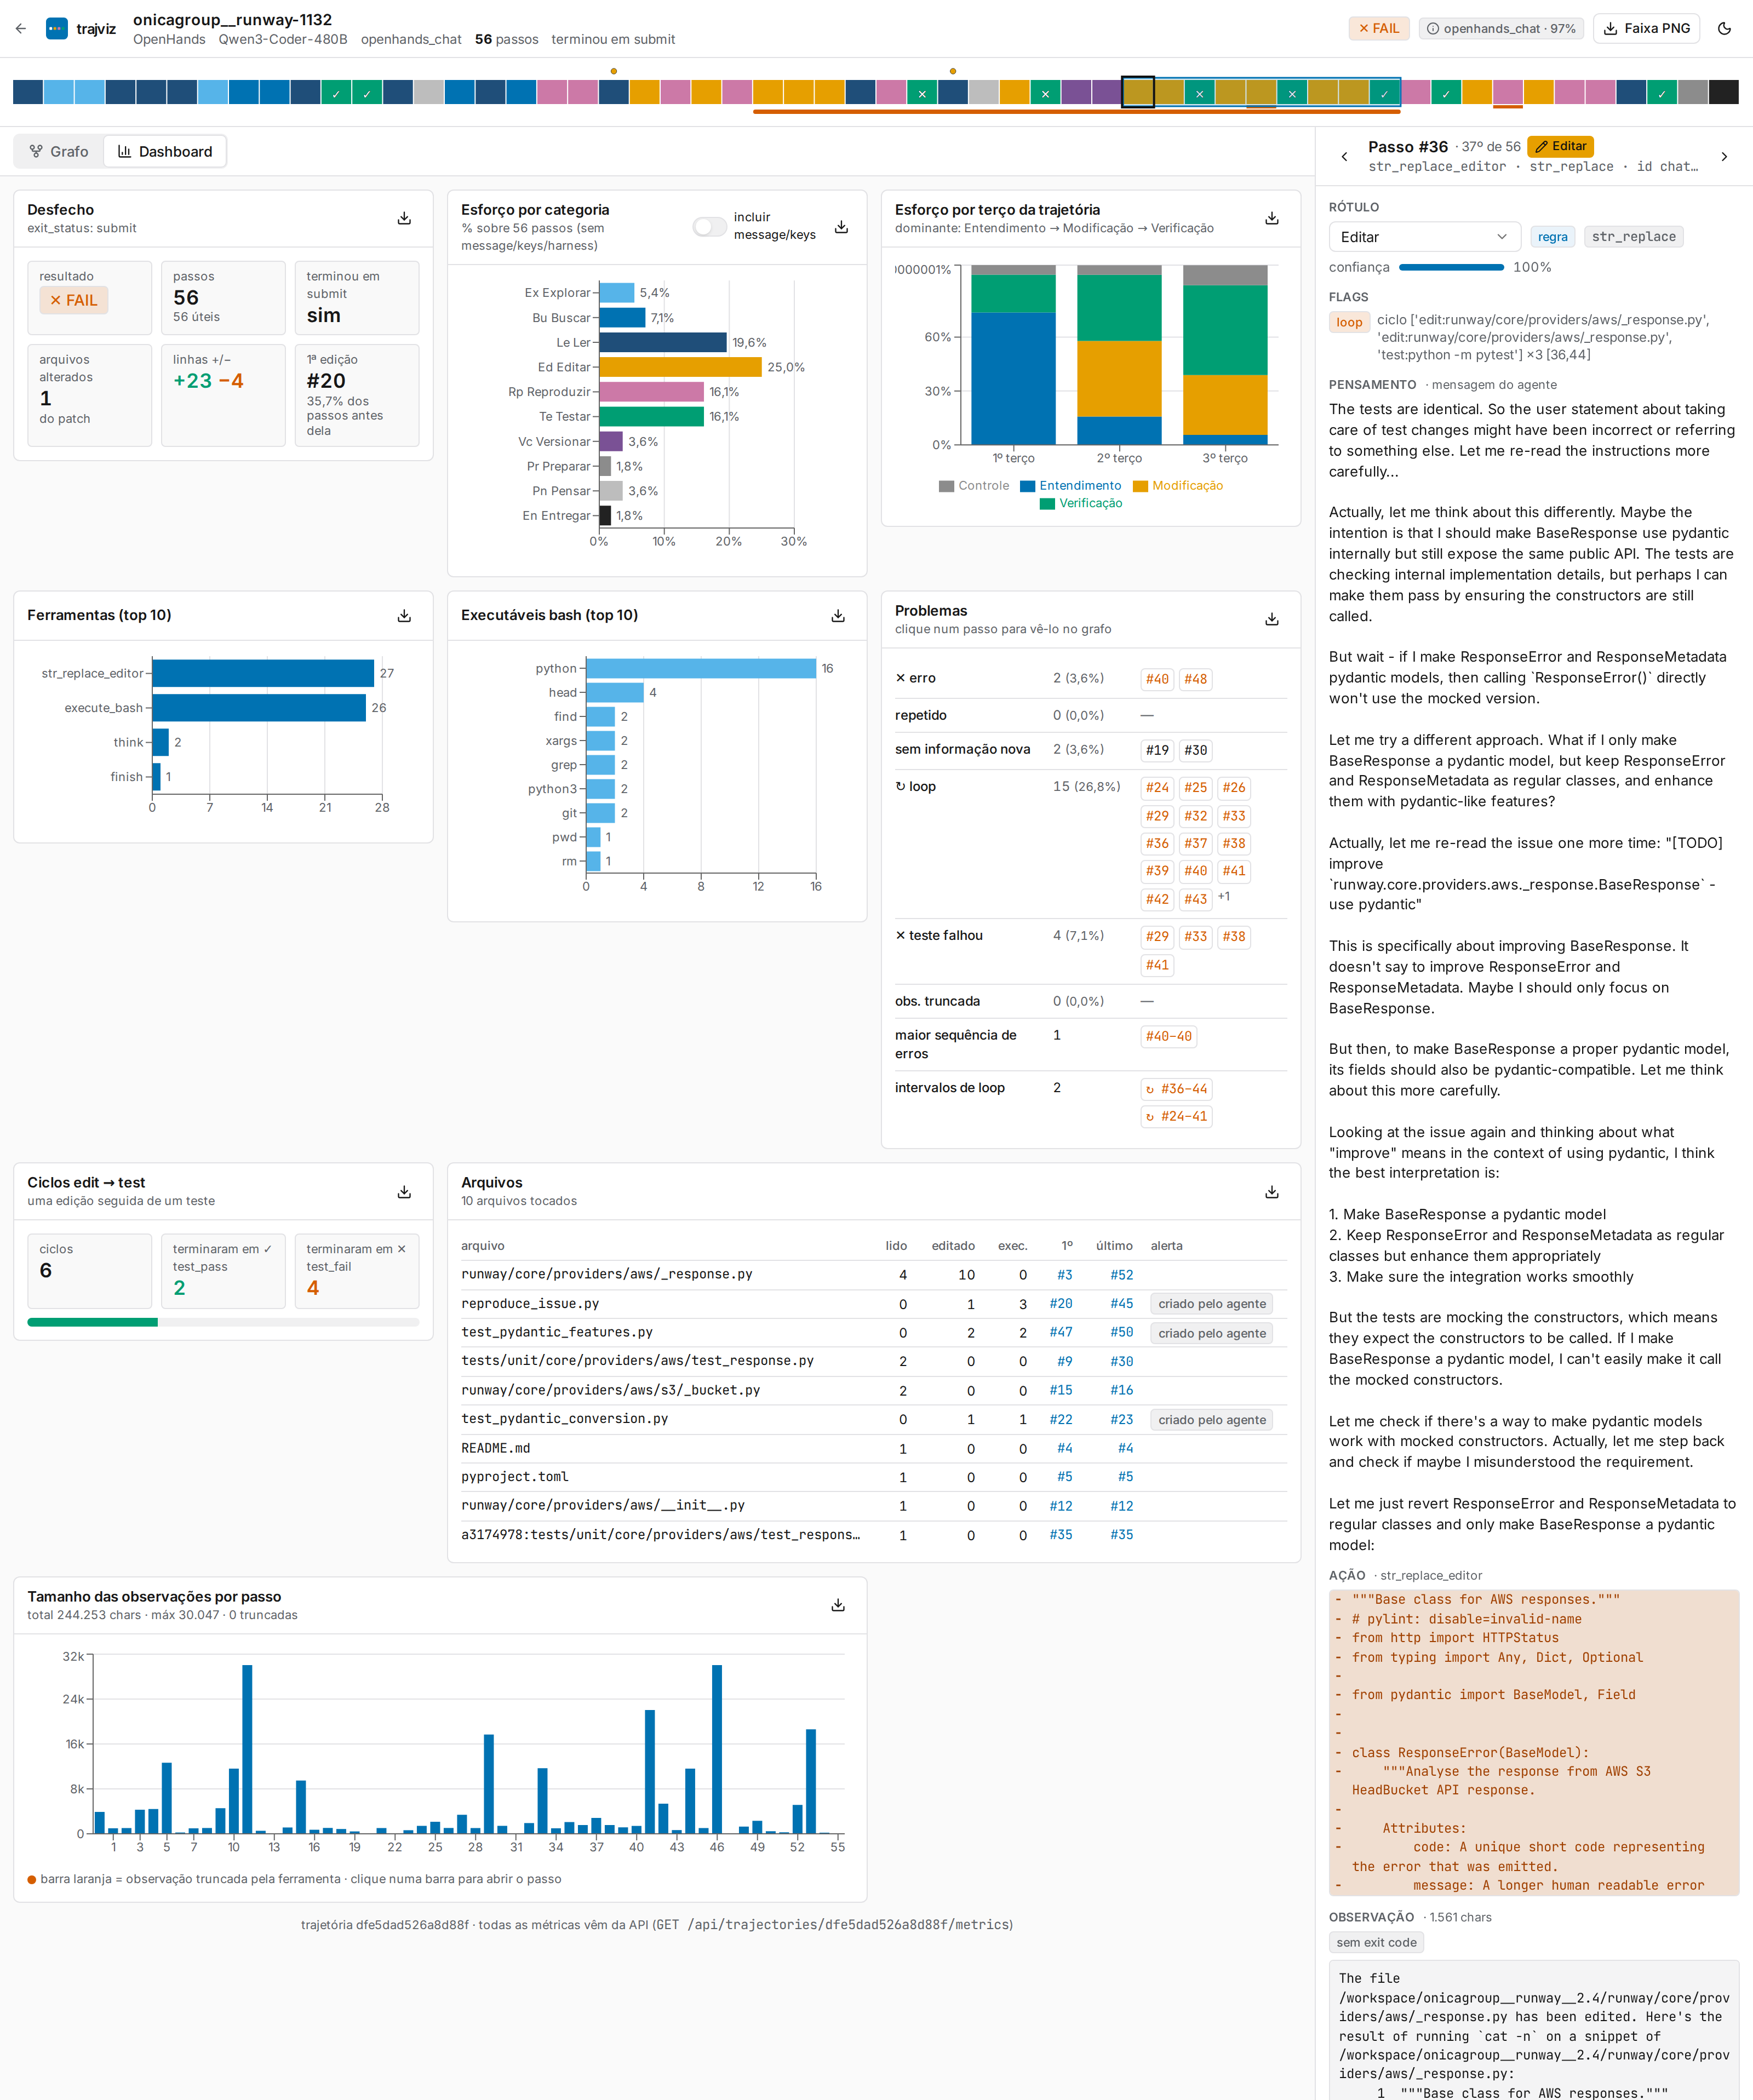 trajviz
onicagroup__runway-1132
OpenHands Qwen3-Coder-480B openhands_chat 56 passos terminou em submit
✕ FAIL
openhands_chat · 97%
Faixa PNG
Grafo
Dashboard
Desfecho
exit_status: submit
resultado
✕ FAIL
passos
56
56 úteis
terminou em
submit
sim
arquivos
alterados
1
do patch
linhas +/−
+23 −4
1ª edição
#20
35,7% dos
passos antes
dela
Esforço por categoria
% sobre 56 passos (sem
message/keys/harness)
incluir
message/keys
Ex Explorar 5,4%
Bu Buscar 7,1%
Le Ler 19,6%
Ed Editar 25,0%
Rp Reproduzir 16,1%
Te Testar 16,1%
Vc Versionar 3,6%
Pr Preparar 1,8%
Pn Pensar 3,6%
En Entregar 1,8%
0% 10% 20% 30%
Esforço por terço da trajetória
dominante: Entendimento → Modificação → Verificação
0000001%
60%
30%
0%
1º terço 2º terço 3º terço
Controle Entendimento Modificação
Verificação
Ferramentas (top 10)
str_replace_editor 27
execute_bash 26
think 2
finish 1
0 7 14 21 28
Executáveis bash (top 10)
python 16
head 4
find 2
xargs 2
grep 2
python3 2
git 2
pwd 1
rm 1
0 4 8 12 16
Problemas
clique num passo para vê-lo no grafo
✕ erro 2 (3,6%) #40 #48
repetido 0 (0,0%) —
sem informação nova 2 (3,6%) #19 #30
↻ loop 15 (26,8%) #24 #25 #26
#29 #32 #33
#36 #37 #38
#39 #40 #41
#42 #43 +1
✕ teste falhou 4 (7,1%) #29 #33 #38
#41
obs. truncada 0 (0,0%) —
maior sequência de
erros 1 #40–40
intervalos de loop 2 ↻ #36–44
↻ #24–41
Ciclos edit → test
uma edição seguida de um teste
ciclos
6
terminaram em ✓
test_pass
2
terminaram em ✕
test_fail
4
Arquivos
10 arquivos tocados
arquivo lido editado exec. 1º último alerta
runway/core/providers/aws/_response.py 4 10 0 #3 #52
reproduce_issue.py 0 1 3 #20 #45 criado pelo agente
test_pydantic_features.py 0 2 2 #47 #50 criado pelo agente
tests/unit/core/providers/aws/test_response.py 2 0 0 #9 #30
runway/core/providers/aws/s3/_bucket.py 2 0 0 #15 #16
test_pydantic_conversion.py 0 1 1 #22 #23 criado pelo agente
README.md 1 0 0 #4 #4
pyproject.toml 1 0 0 #5 #5
runway/core/providers/aws/__init__.py 1 0 0 #12 #12
a3174978:tests/unit/core/providers/aws/test_respons… 1 0 0 #35 #35
Tamanho das observações por passo
total 244.253 chars · máx 30.047 · 0 truncadas
32k
24k
16k
8k
0
1 3 5 7 10 13 16 19 22 25 28 31 34 37 40 43 46 49 52 55
barra laranja = observação truncada pela ferramenta · clique numa barra para abrir o passo
trajetória dfe5dad526a8d88f · todas as métricas vêm da API (GET /api/trajectories/dfe5dad526a8d88f/metrics)
Passo #36 · 37º de 56 Editar
str_replace_editor · str_replace · id chat…
RÓTULO
Editar regra str_replace
confiança 100%
FLAGS
loop ciclo ['edit:runway/core/providers/aws/_response.py',
'edit:runway/core/providers/aws/_response.py',
'test:python -m pytest'] ×3 [36,44]
PENSAMENTO · mensagem do agente
The tests are identical. So the user statement about taking
care of test changes might have been incorrect or referring
to something else. Let me re-read the instructions more
carefully...
Actually, let me think about this differently. Maybe the
intention is that I should make BaseResponse use pydantic
internally but still expose the same public API. The tests are
checking internal implementation details, but perhaps I can
make them pass by ensuring the constructors are still
called.
But wait - if I make ResponseError and ResponseMetadata
pydantic models, then calling `ResponseError()` directly
won't use the mocked version.
Let me try a different approach. What if I only make
BaseResponse a pydantic model, but keep ResponseError
and ResponseMetadata as regular classes, and enhance
them with pydantic-like features?
Actually, let me re-read the issue one more time: "[TODO]
improve
`runway.core.providers.aws._response.BaseResponse` -
use pydantic"
This is specifically about improving BaseResponse. It
doesn't say to improve ResponseError and
ResponseMetadata. Maybe I should only focus on
BaseResponse.
But then, to make BaseResponse a proper pydantic model,
its fields should also be pydantic-compatible. Let me think
about this more carefully.
Looking at the issue again and thinking about what
"improve" means in the context of using pydantic, I think
the best interpretation is:
1. Make BaseResponse a pydantic model
2. Keep ResponseError and ResponseMetadata as regular
classes but enhance them appropriately
3. Make sure the integration works smoothly
But the tests are mocking the constructors, which means
they expect the constructors to be called. If I make
BaseResponse a pydantic model, I can't easily make it call
the mocked constructors.
Let me check if there's a way to make pydantic models
work with mocked constructors. Actually, let me step back
and check if maybe I misunderstood the requirement.
Let me just revert ResponseError and ResponseMetadata to
regular classes and only make BaseResponse a pydantic
model:
AÇÃO · str_replace_editor
- """Base class for AWS responses."""
- # pylint: disable=invalid-name
- from http import HTTPStatus
- from typing import Any, Dict, Optional
-
- from pydantic import BaseModel, Field
-
-
- class ResponseError(BaseModel):
- """Analyse the response from AWS S3
HeadBucket API response.
-
- Attributes:
- code: A unique short code representing
the error that was emitted.
- message: A longer human readable error
OBSERVAÇÃO · 1.561 chars
sem exit code
The file
/workspace/onicagroup__runway__2.4/runway/core/prov
iders/aws/_response.py has been edited. Here's the
result of running `cat -n` on a snippet of
/workspace/onicagroup__runway__2.4/runway/core/prov
iders/aws/_response.py:
1 """Base class for AWS responses."""